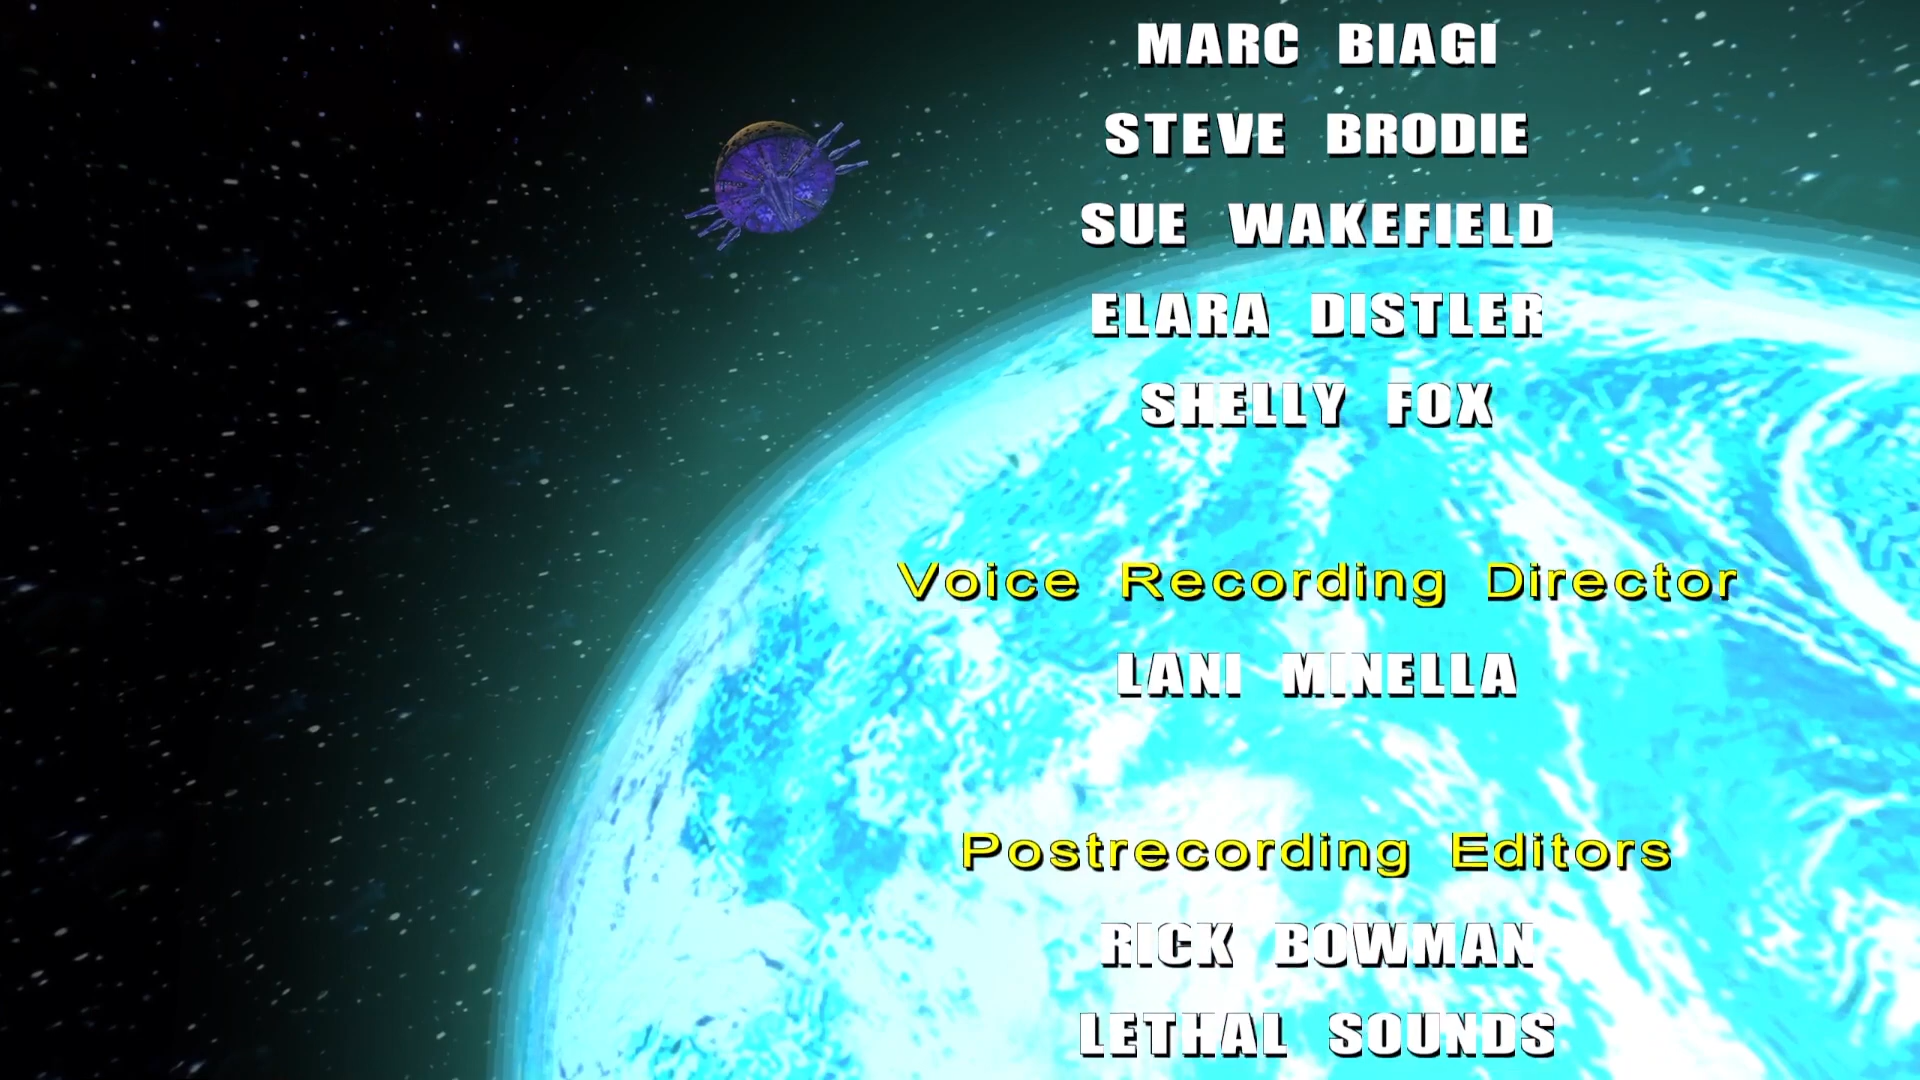 MARC BIAGI
STEVE BRODIE
SUE WAKEFIELD
ELARA DISTLER
SHELLY FOX
Voice Recording Director
LANI MINELLA
Postrecording Editors
RICK BOWMAN
LETHAL SOUNDS